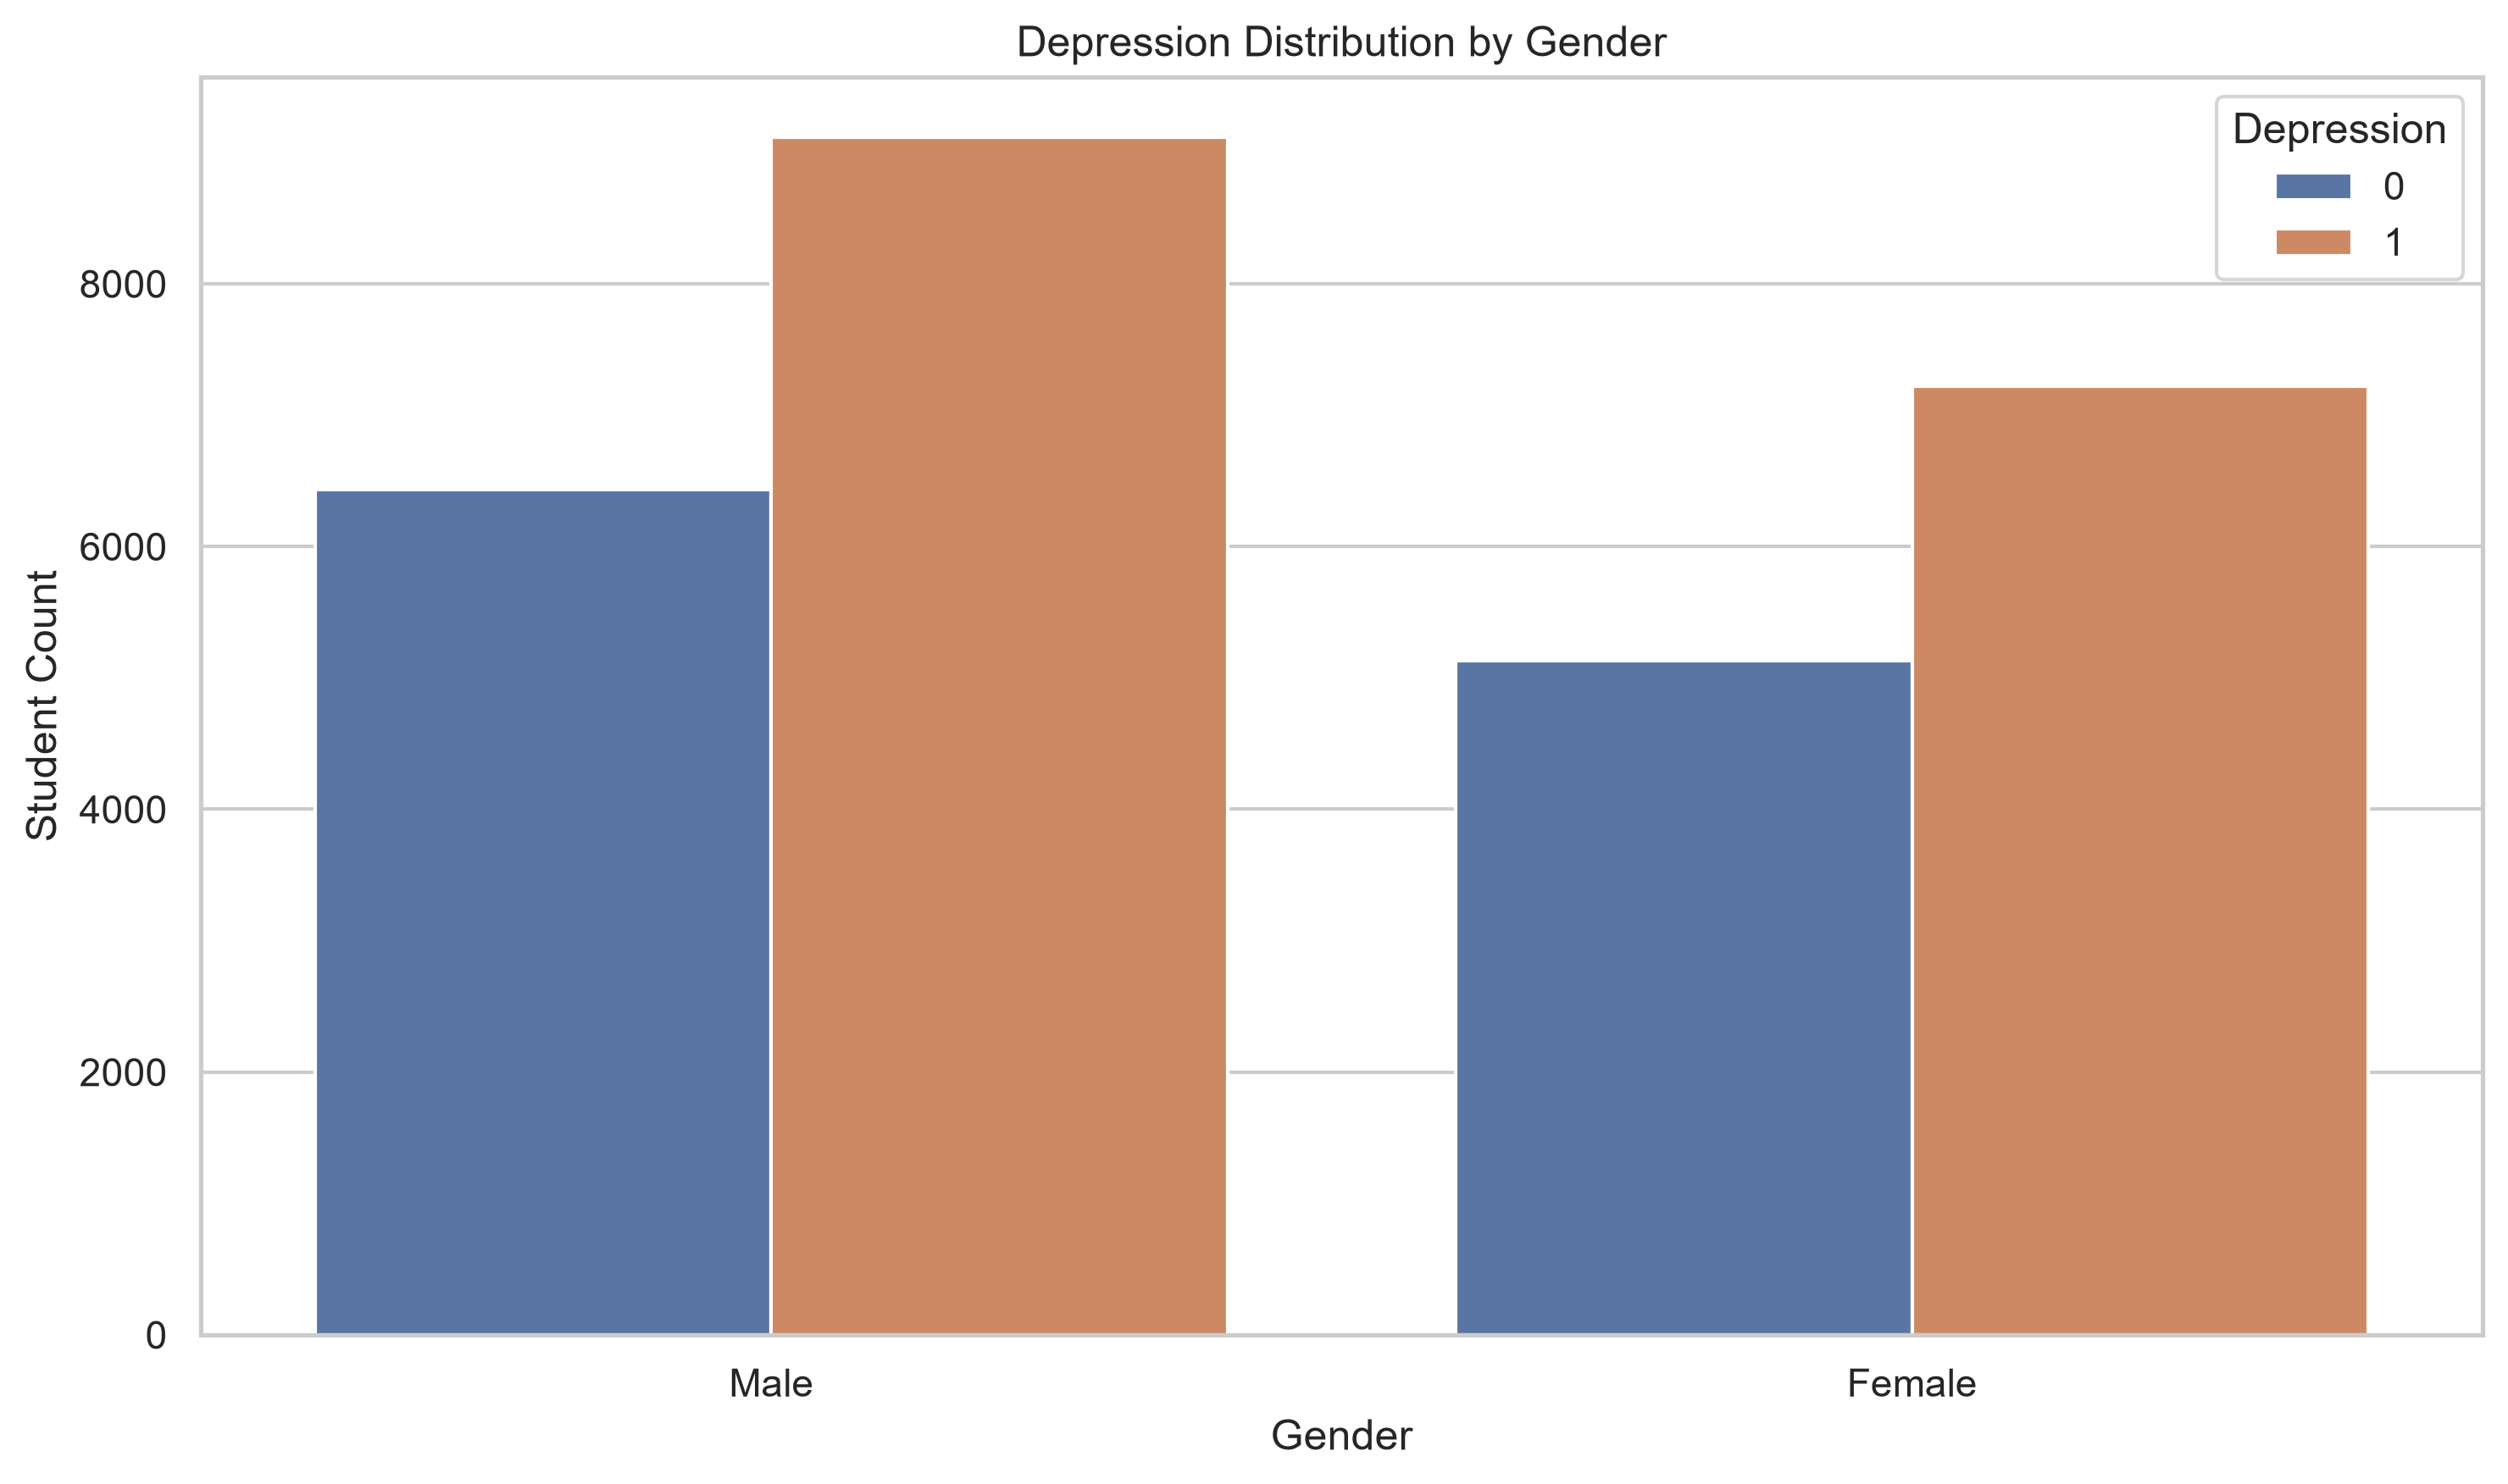 Depression Distribution by Gender
Depression
0
1
8000
6000
4000
2000
0
Student Count
Male
Female
Gender